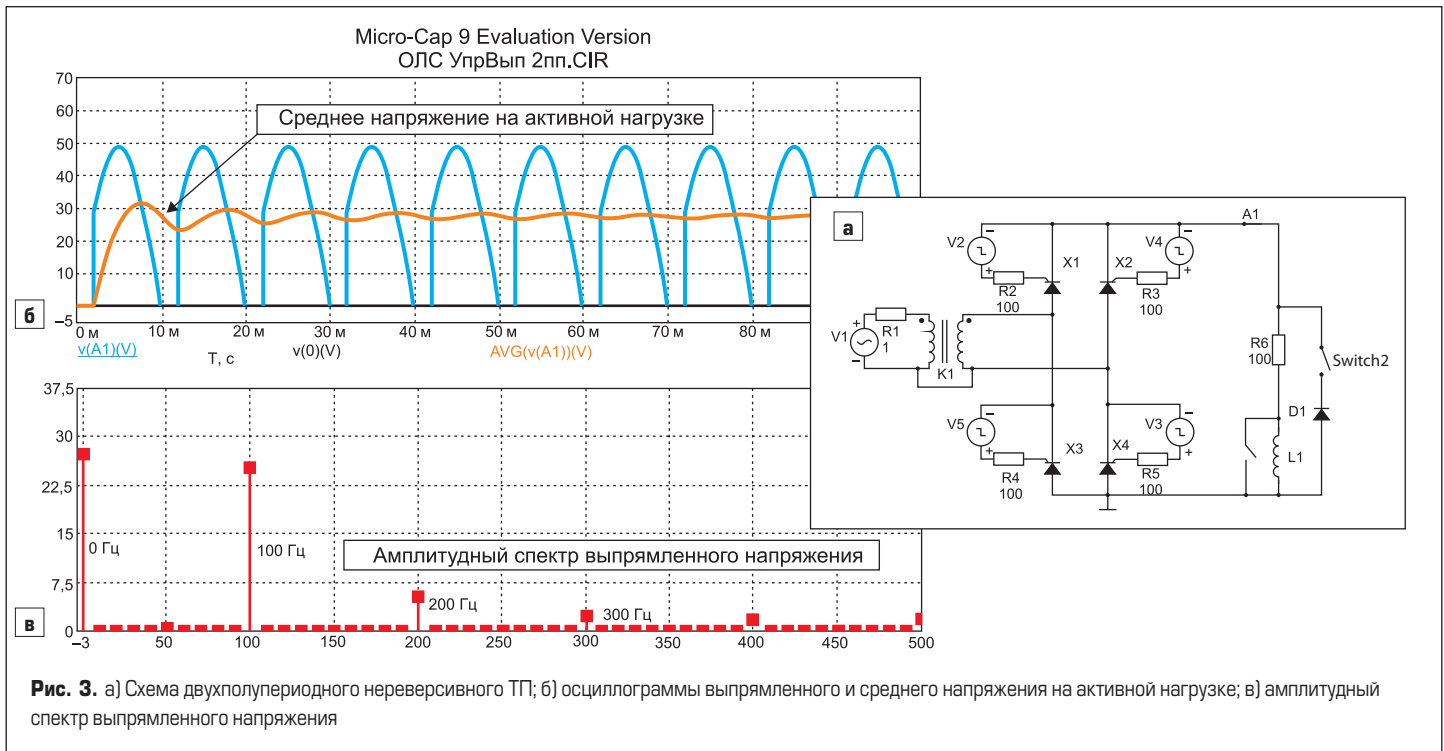 Micro-Cap 9 Evaluation Version
ОЛС УпрВып 2пп.CIR
70
60
50
40
30
20
10
–5
Среднее напряжение на активной нагрузке
б
0 м 10 м 20 м 30 м 40 м 50 м 60 м 70 м 80 м
v(A1)(V) T, с v(0)(V) AVG(v(A1))(V)
а
A1
V2
V4
X1
X2
R2
100
R3
100
V1
R1
1
K1
R6
100
Switch2
V5
V3
X3
X4
D1
L1
R4
100
R5
100
37,5
30
22,5
15
7,5
0
0 Гц
100 Гц
Амплитудный спектр выпрямленного напряжения
200 Гц
300 Гц
в
–3 50 100 150 200 250 300 350 400 450 500
Рис. 3. а) Схема двухполупериодного нереверсивного ТП; б) осциллограммы выпрямленного и среднего напряжения на активной нагрузке; в) амплитудный
спектр выпрямленного напряжения